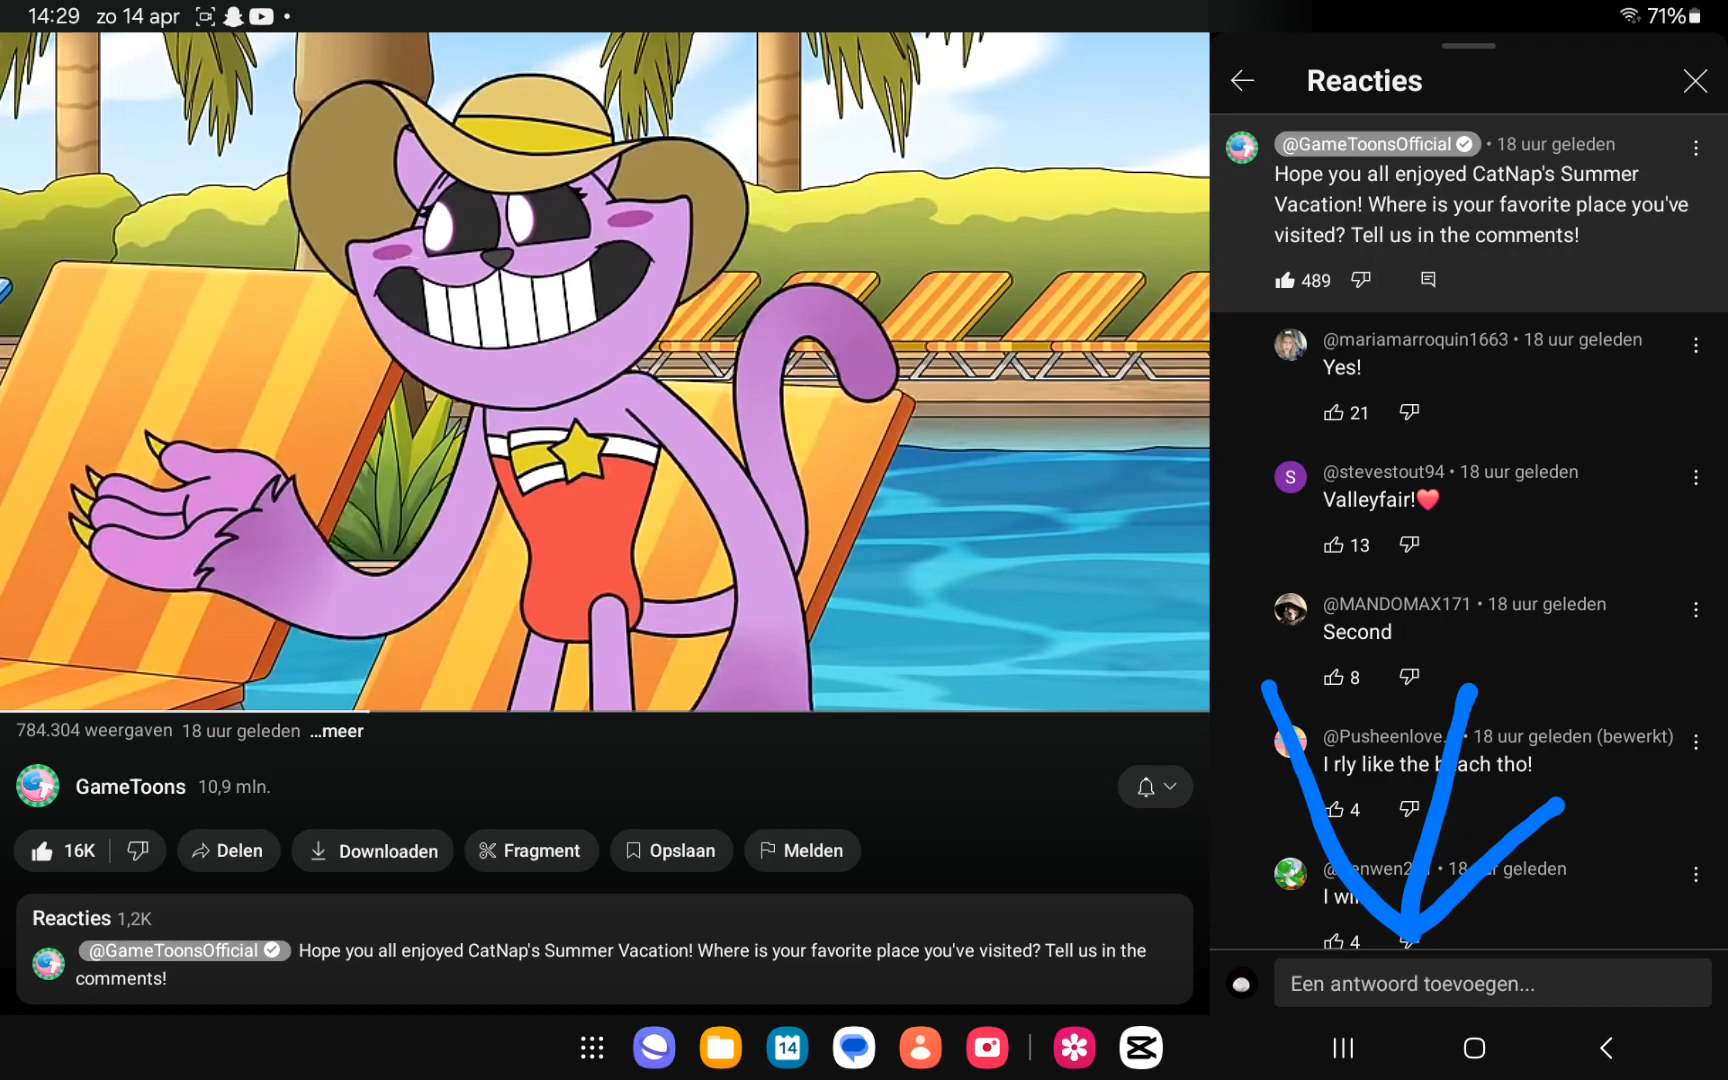 14:29 zo 14 apr
71%
784.304 weergaven 18 uur geleden ...meer
GameToons 10,9 mln.
16K Delen Downloaden Fragment Opslaan Melden
Reacties 1,2K
@GameToonsOfficial Hope you all enjoyed CatNap's Summer Vacation! Where is your favorite place you've visited? Tell us in the
comments!
Reacties
@GameToonsOfficial • 18 uur geleden
Hope you all enjoyed CatNap's Summer
Vacation! Where is your favorite place you've
visited? Tell us in the comments!
489
@mariamarroquin1663 • 18 uur geleden
Yes!
21
S
@stevestout94 • 18 uur geleden
Valleyfair!❤️
13
@MANDOMAX171 • 18 uur geleden
Second
8
@Pusheenlove... • 18 uur geleden (bewerkt)
I rly like the beach tho!
4
• 18 uur geleden
I
4
Een antwoord toevoegen...
14